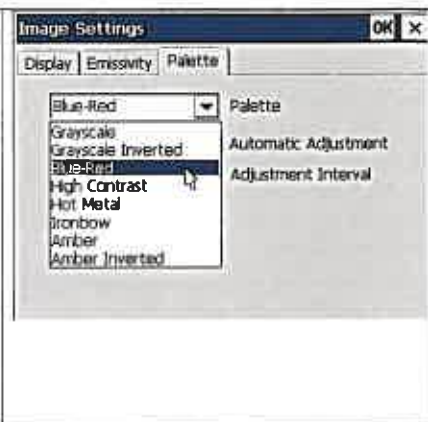 Image Settings OK ×
Display Emissivity Palette
Blue-Red Palette
Grayscale
Grayscale Inverted Automatic Adjustment
Blue-Red
High Contrast Adjustment Interval
Hot Metal
Ironbow
Amber
Amber Inverted